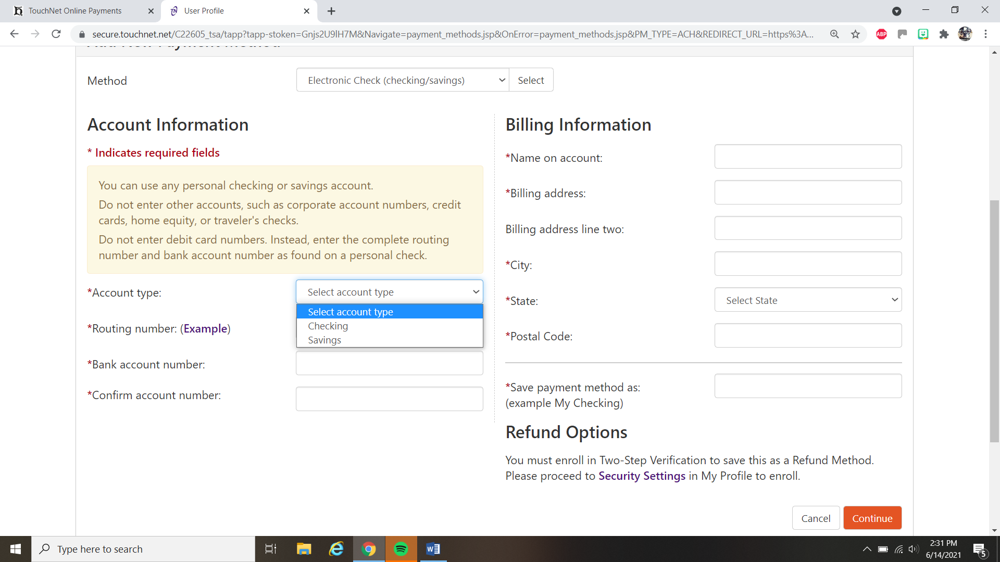 TouchNet Online Payments
User Profile
secure.touchnet.net/C22605_tsa/tapp?tapp-stoken=Gnjs2U9lH7M&Navigate=payment_methods.jsp&OnError=payment_methods.jsp&PM_TYPE=ACH&REDIRECT_URL=https%3A...
ABP
Add New Payment Method
Method
Electronic Check (checking/savings)
Select
Account Information
* Indicates required fields
You can use any personal checking or savings account.
Do not enter other accounts, such as corporate account numbers, credit
cards, home equity, or traveler's checks.
Do not enter debit card numbers. Instead, enter the complete routing
number and bank account number as found on a personal check.
*Account type:
Select account type
Select account type
Checking
Savings
*Routing number: (Example)
*Bank account number:
*Confirm account number:
Billing Information
*Name on account:
*Billing address:
Billing address line two:
*City:
*State:
Select State
*Postal Code:
*Save payment method as:
(example My Checking)
Refund Options
You must enroll in Two-Step Verification to save this as a Refund Method.
Please proceed to Security Settings in My Profile to enroll.
Cancel
Continue
Type here to search
2:31 PM
6/14/2021
5